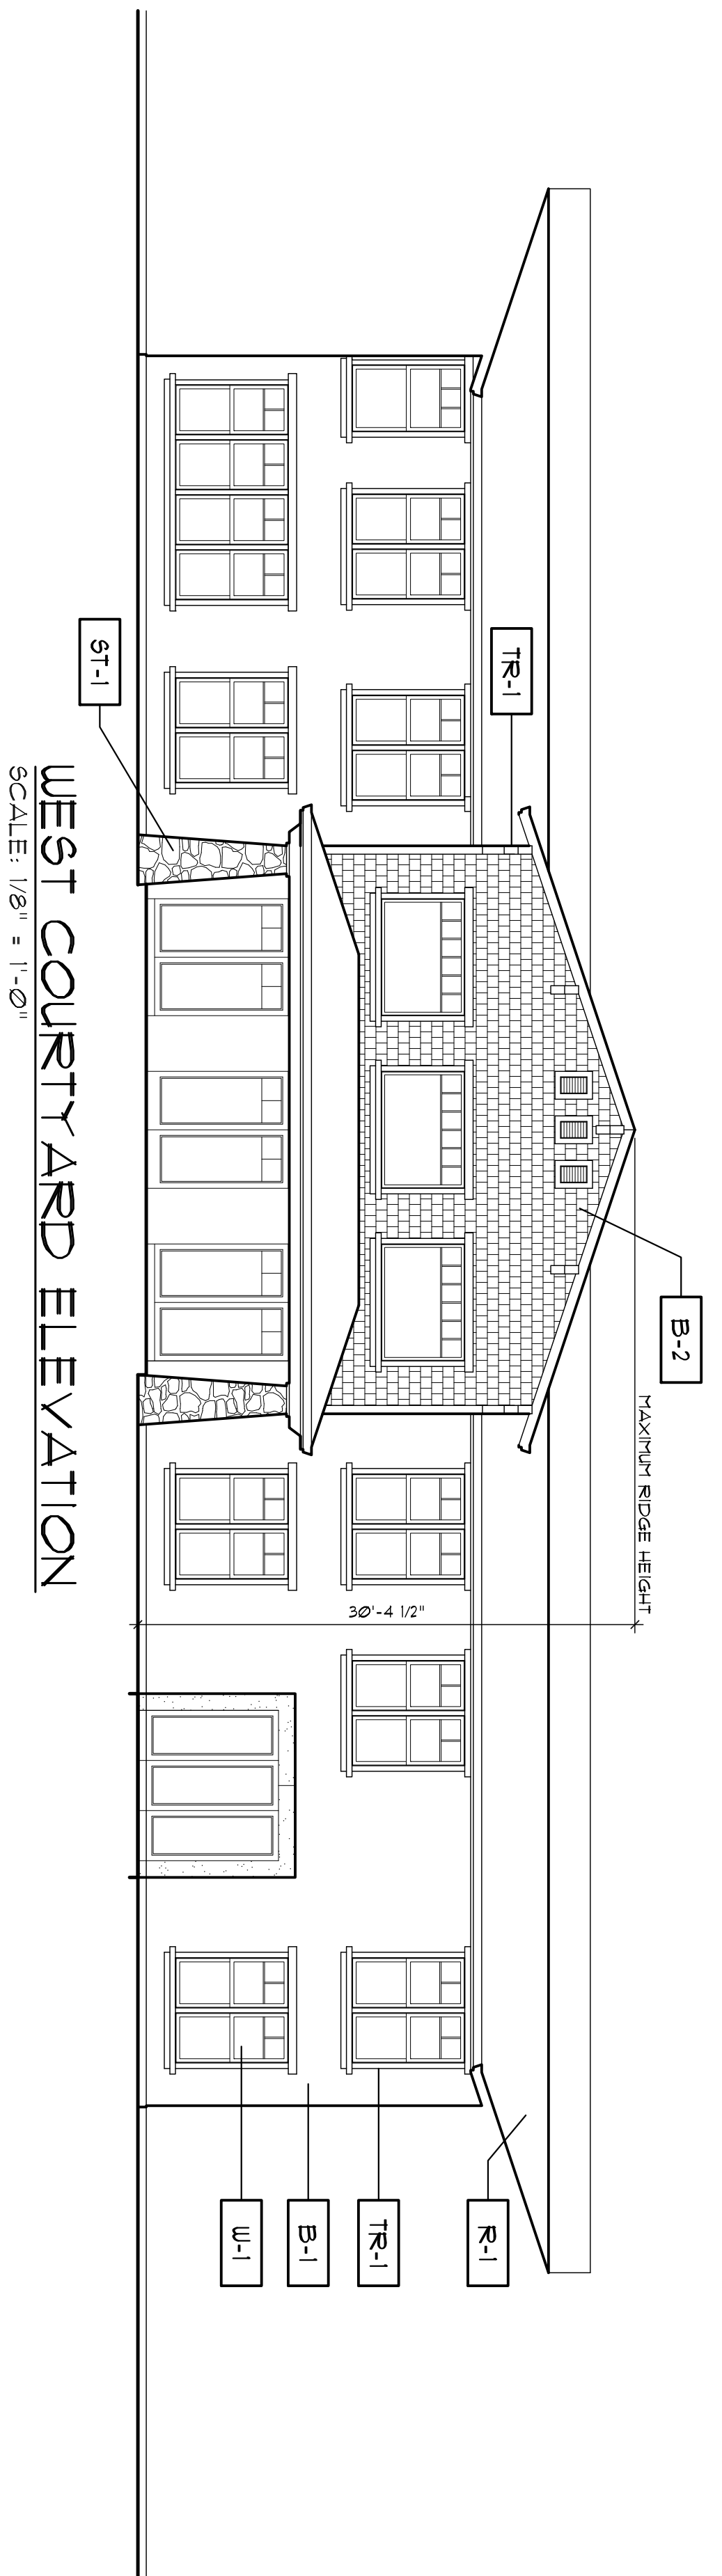 B-2
MAXIMUM RIDGE HEIGHT
TR-1
R-1
30'-4 1/2"
TR-1
B-1
W-1
ST-1
WEST COURTYARD ELEVATION
SCALE: 1/8" = 1'-0"